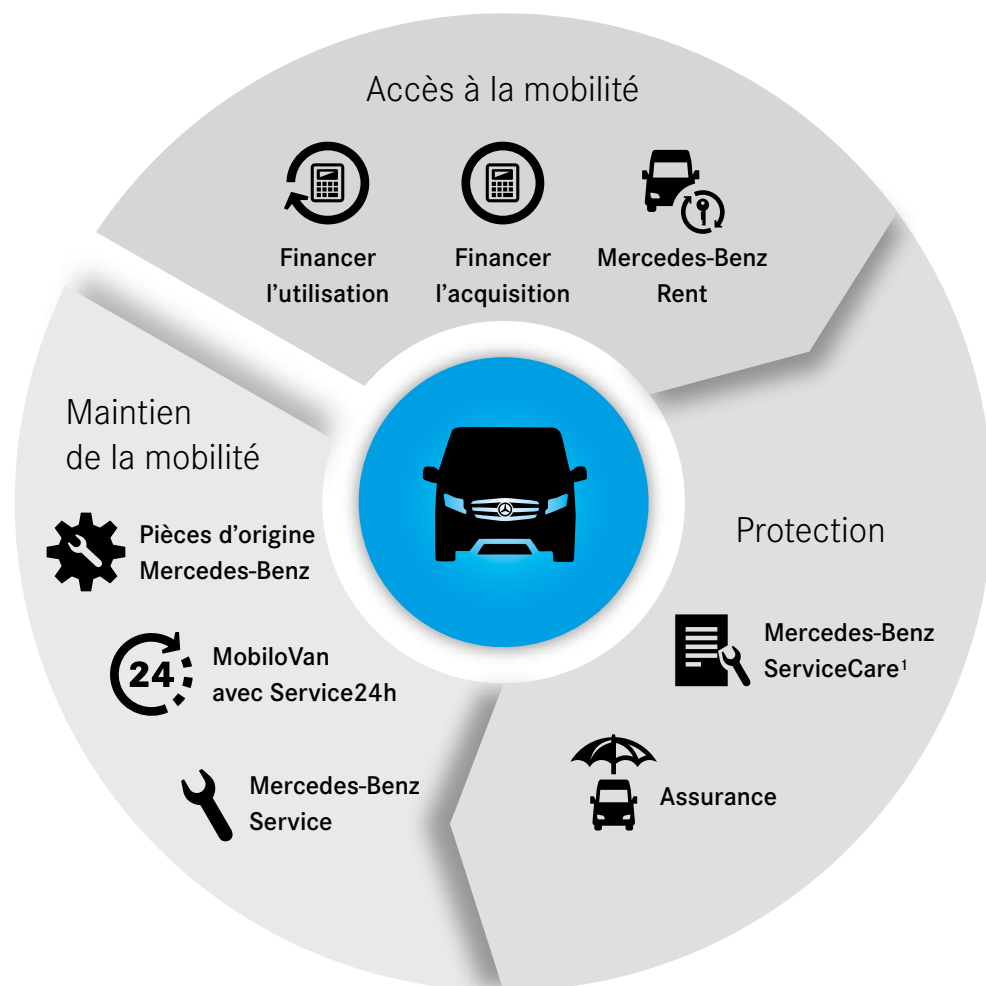 Accès à la mobilité
Financer
l'utilisation
Financer
l'acquisition
Mercedes-Benz
Rent
Protection
Mercedes-Benz
ServiceCare¹
Assurance
Maintien
de la mobilité
Pièces d'origine
Mercedes-Benz
24
MobiloVan
avec Service24h
Mercedes-Benz
Service